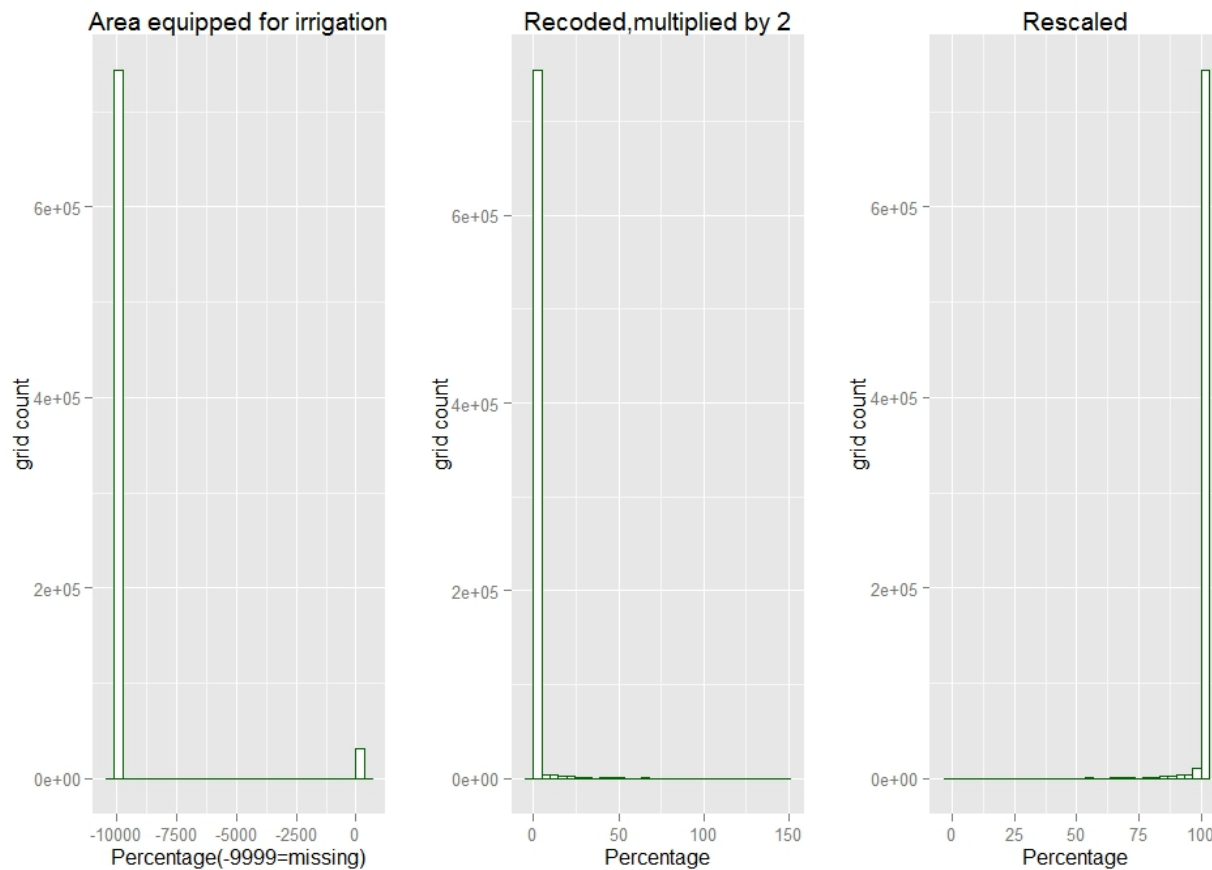 Area equipped for irrigation
grid count
6e+05
4e+05
2e+05
0e+00
-10000 -7500 -5000 -2500 0
Percentage(-9999=missing)
Recoded,multiplied by 2
grid count
6e+05
4e+05
2e+05
0e+00
0 50 100 150
Percentage
Rescaled
grid count
6e+05
4e+05
2e+05
0e+00
0 25 50 75 100
Percentage